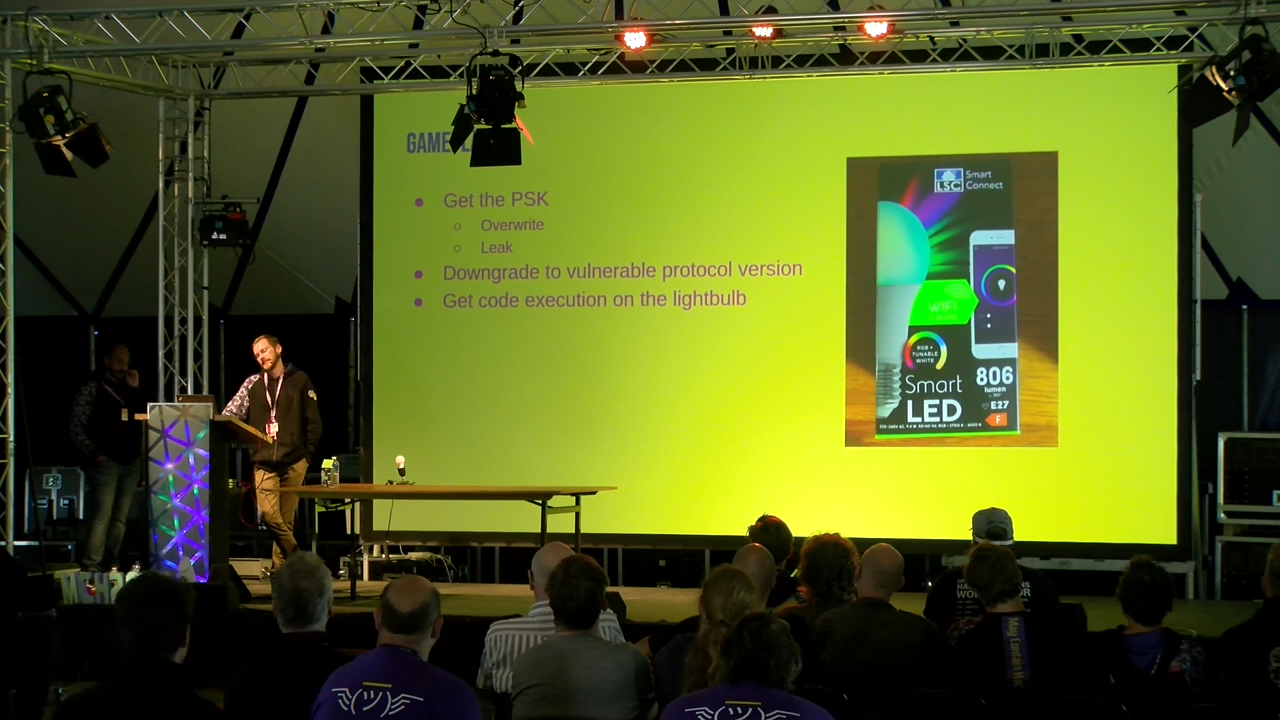 Get the PSK
Overwrite
Leak
Downgrade to vulnerable protocol version
Get code execution on the lightbulb
LSC Smart
Connect
WiFi
RGB +
TUNABLE
WHITE
Smart
LED
806
lumen
E27
F